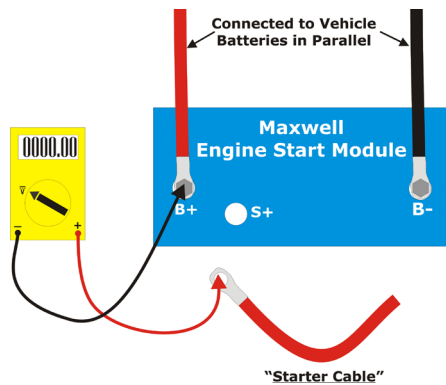 Connected to Vehicle
Batteries in Parallel
Maxwell
Engine Start Module
0000.00
V
– +
B+
S+
B-
"Starter Cable"